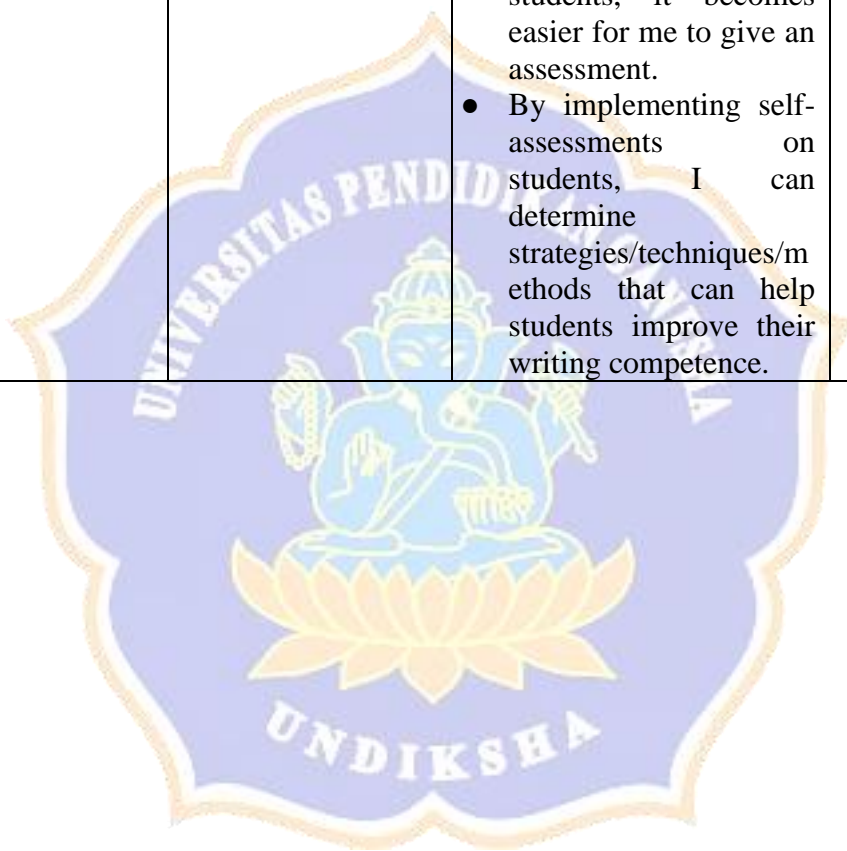 students, it becomes
easier for me to give an
assessment.
● By implementing self-
assessments on
students, I can
determine
strategies/techniques/m
ethods that can help
students improve their
writing competence.
UNIVERSITAS PENDIDIKAN GANESHA
UNDIKSHA